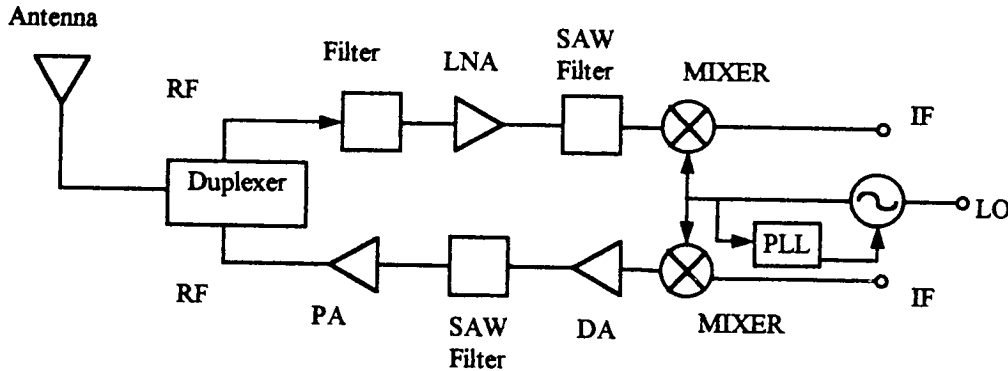 Antenna
RF
Filter
LNA
SAW
Filter
MIXER
IF
Duplexer
LO
PLL
RF
PA
SAW
Filter
DA
MIXER
IF